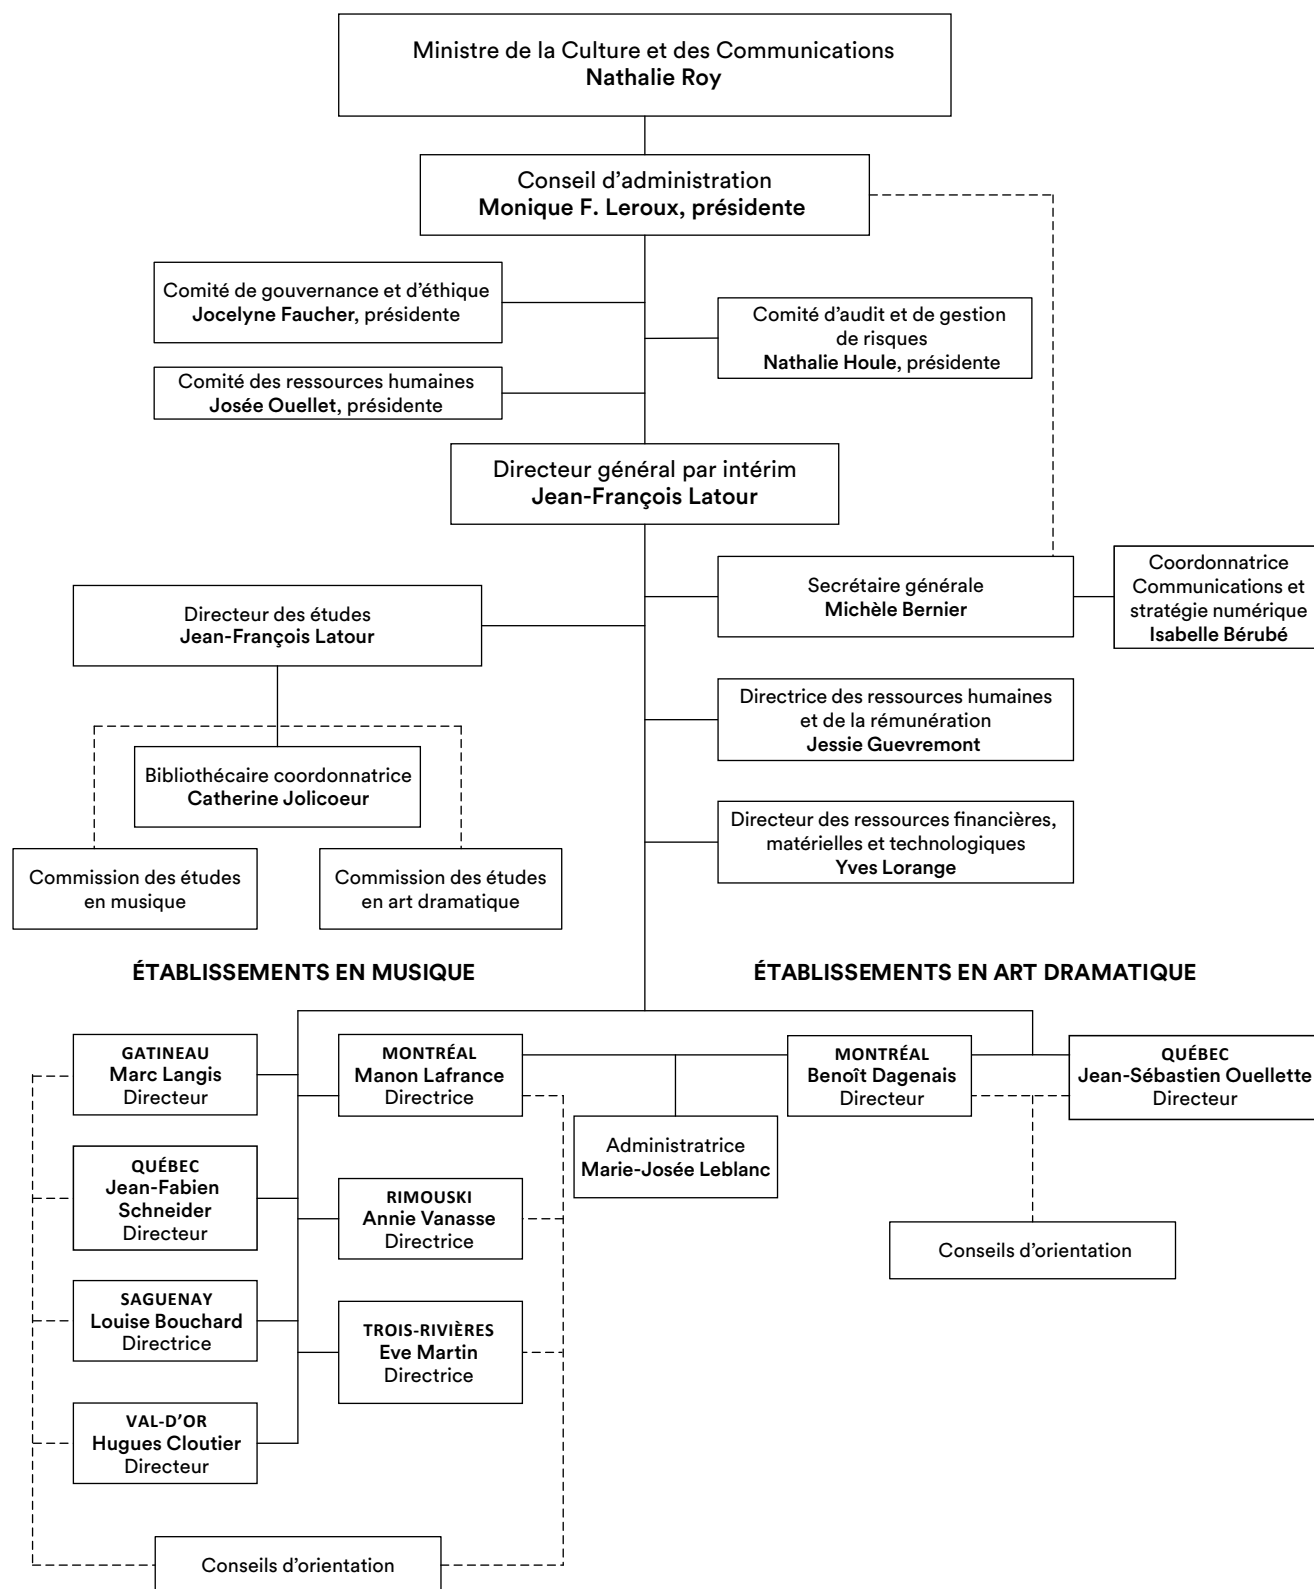 Ministre de la Culture et des Communications
Nathalie Roy
Conseil d'administration
Monique F. Leroux, présidente
Comité de gouvernance et d'éthique
Jocelyne Faucher, présidente
Comité d'audit et de gestion
de risques
Nathalie Houle, présidente
Comité des ressources humaines
Josée Ouellet, présidente
Directeur général par intérim
Jean-François Latour
Secrétaire générale
Michèle Bernier
Coordonnatrice
Communications et
stratégie numérique
Isabelle Bérubé
Directeur des études
Jean-François Latour
Directrice des ressources humaines
et de la rémunération
Jessie Guevremont
Bibliothécaire coordonnatrice
Catherine Jolicoeur
Directeur des ressources financières,
matérielles et technologiques
Yves Lorange
Commission des études
en musique
Commission des études
en art dramatique
ÉTABLISSEMENTS EN MUSIQUE
ÉTABLISSEMENTS EN ART DRAMATIQUE
GATINEAU
Marc Langis
Directeur
MONTRÉAL
Manon Lafrance
Directrice
MONTRÉAL
Benoît Dagenais
Directeur
QUÉBEC
Jean-Sébastien Ouellette
Directeur
Administratrice
Marie-Josée Leblanc
QUÉBEC
Jean-Fabien
Schneider
Directeur
RIMOUSKI
Annie Vanasse
Directrice
Conseils d'orientation
SAGUENAY
Louise Bouchard
Directrice
TROIS-RIVIÈRES
Eve Martin
Directrice
VAL-D'OR
Hugues Cloutier
Directeur
Conseils d'orientation